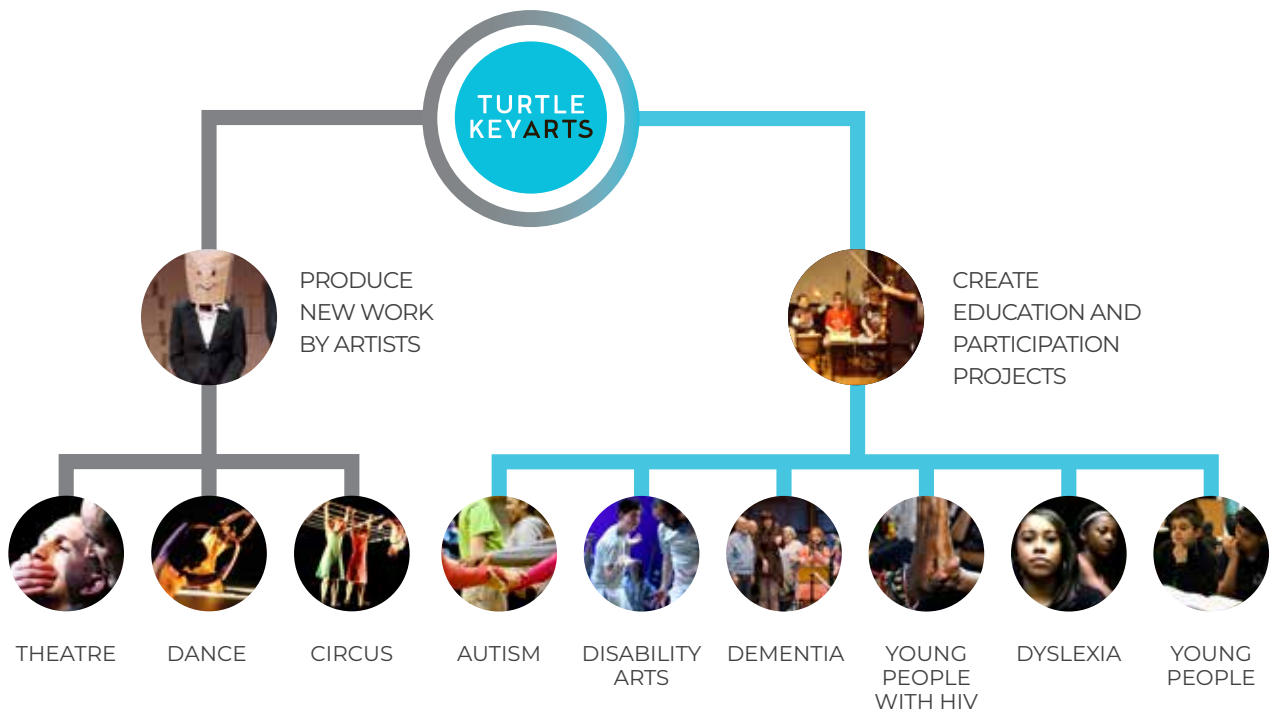 TURTLE
KEYARTS
PRODUCE
NEW WORK
BY ARTISTS
CREATE
EDUCATION AND
PARTICIPATION
PROJECTS
THEATRE
DANCE
CIRCUS
AUTISM
DISABILITY
ARTS
DEMENTIA
YOUNG
PEOPLE
WITH HIV
DYSLEXIA
YOUNG
PEOPLE